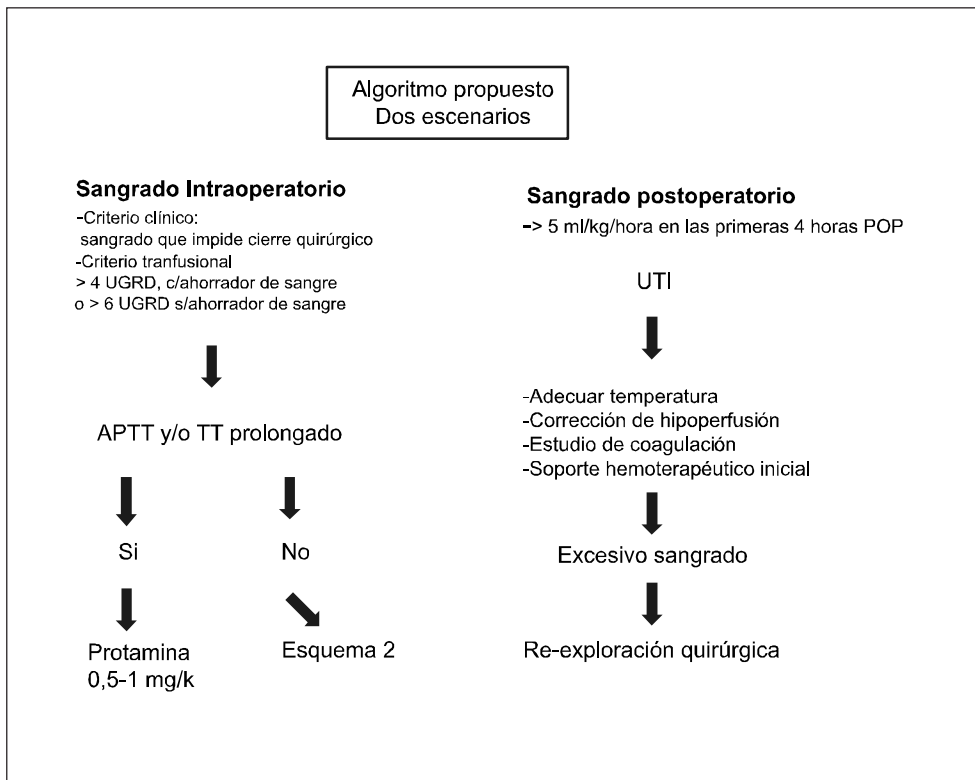 Algoritmo propuesto
Dos escenarios
Sangrado Intraoperatorio
-Criterio clínico:
sangrado que impide cierre quirúrgico
-Criterio tranfusional
> 4 UGRD, c/ahorrador de sangre
o > 6 UGRD s/ahorrador de sangre
APTT y/o TT prolongado
Si
No
Protamina
0,5-1 mg/k
Esquema 2
Sangrado postoperatorio
-> 5 ml/kg/hora en las primeras 4 horas POP
UTI
-Adecuar temperatura
-Corrección de hipoperfusión
-Estudio de coagulación
-Soporte hemoterapéutico inicial
Excesivo sangrado
Re-exploración quirúrgica